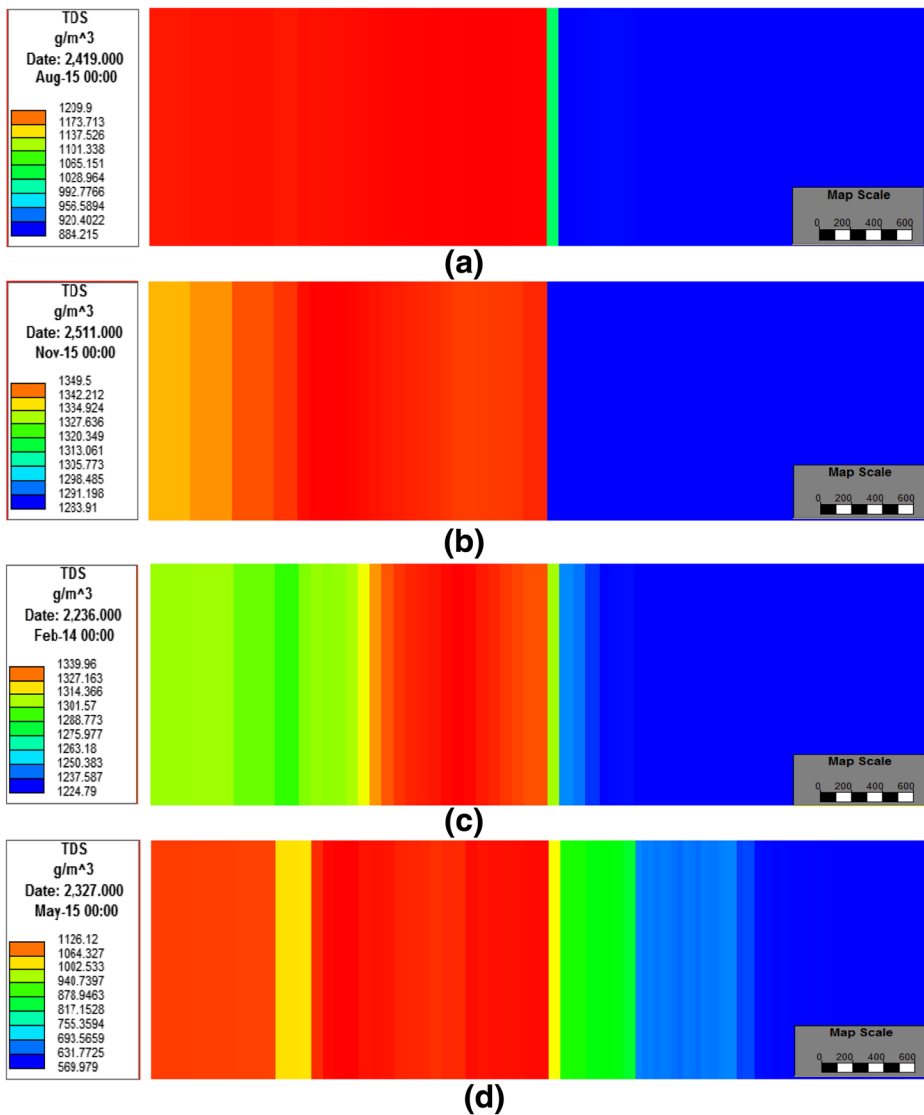 TDS
g/m^3
Date: 2,419.000
Aug-15 00:00
1209.9
1173.713
1137.526
1101.338
1065.151
1028.964
992.7766
956.5894
920.4022
884.215
Map Scale
0 200 400 600
(a)
TDS
g/m^3
Date: 2,511.000
Nov-15 00:00
1349.5
1342.212
1334.924
1327.636
1320.349
1313.061
1305.773
1298.485
1291.198
1283.91
Map Scale
0 200 400 600
(b)
TDS
g/m^3
Date: 2,236.000
Feb-14 00:00
1339.96
1327.163
1314.366
1301.57
1288.773
1275.977
1263.18
1250.383
1237.587
1224.79
Map Scale
0 200 400 600
(c)
TDS
g/m^3
Date: 2,327.000
May-15 00:00
1126.12
1064.327
1002.533
940.7397
878.9463
817.1528
755.3594
693.5659
631.7725
569.979
Map Scale
0 200 400 600
(d)